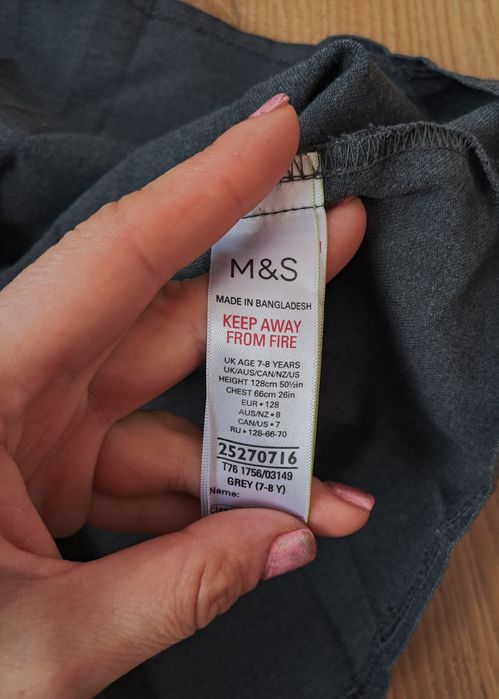 M&S
MADE IN BANGLADESH
KEEP AWAY
FROM FIRE
UK AGE 7-8 YEARS
UK/AUS/CAN/NZ/US
HEIGHT 128cm 50½in
CHEST 66cm 26in
EUR • 128
AUS/NZ • 8
CAN/US • 7
RU • 128-66-70
25270716
T76 1756/03149
GREY (7-8 Y)
Name: